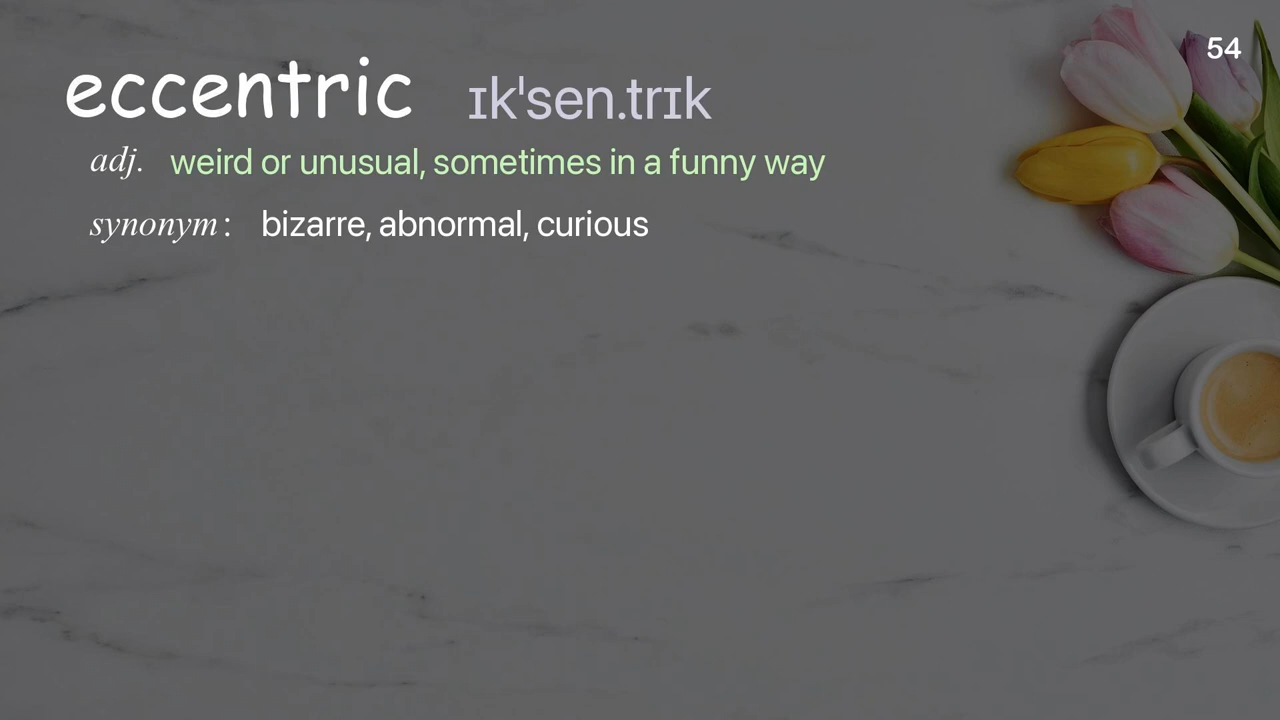 54
eccentric ɪkˈsen.trɪk
adj. weird or unusual, sometimes in a funny way
synonym: bizarre, abnormal, curious